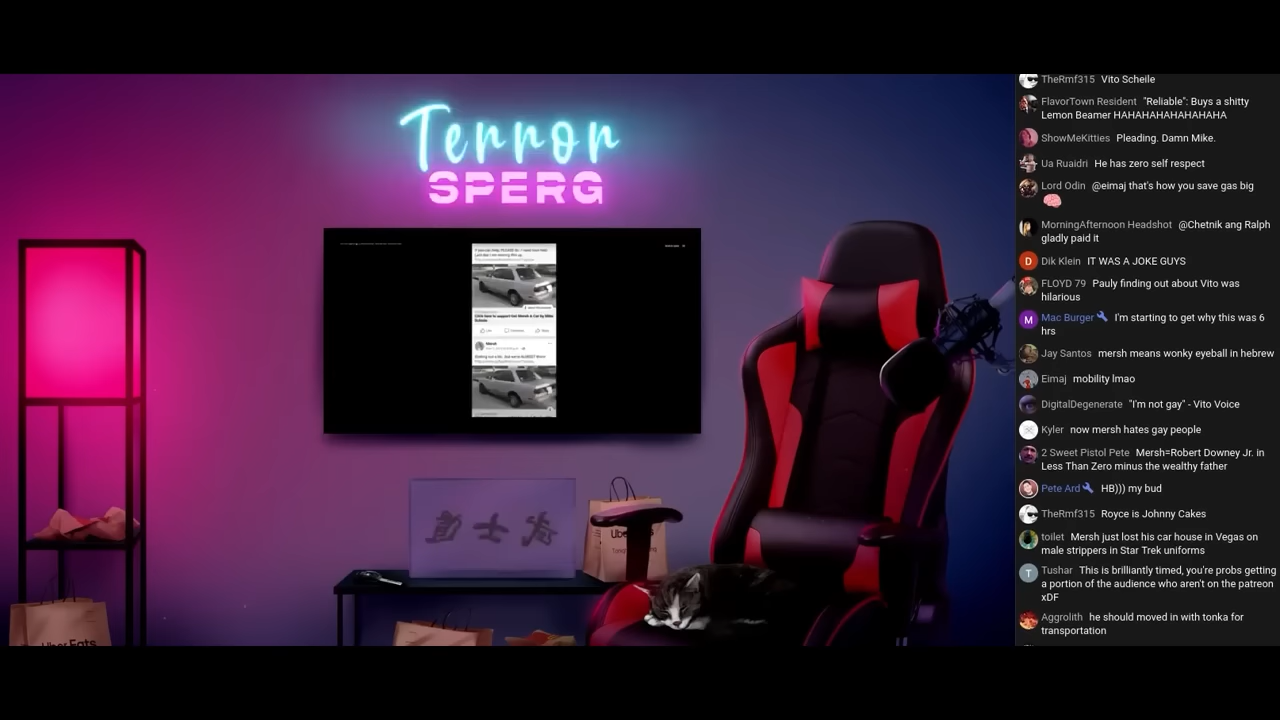 Terror
SPERG
TheRmf315 Vito Scheile
FlavorTown Resident "Reliable": Buys a shitty
Lemon Beamer HAHAHAHAHAHAHAHA
ShowMeKitties Pleading. Damn Mike.
Ua Ruaidri He has zero self respect
Lord Odin @eimaj that's how you save gas big
🧠
MorningAfternoon Headshot @Chetnik ang Ralph
gladly paid it
D Dik Klein IT WAS A JOKE GUYS
FLOYD 79 Pauly finding out about Vito was
hilarious
M Mac Burger I'm starting to get why this was 6
hrs
Jay Santos mersh means worst crystal in hebrew
Eimaj mobility lmao
DigitalDegenerate "I'm not gay" - Vito Voice
Kyler now mersh hates gay people
2 Sweet Pistol Pete Mersh=Robert Downey Jr. in
Less Than Zero minus the wealthy father
Pete Ard HB))) my bud
TheRmf315 Royce is Johnny Cakes
toilet Mersh just lost his car house in Vegas on
male strippers in Star Trek uniforms
T Tushar This is brilliantly timed, you're probs getting
a portion of the audience who aren't on the patreon
xDF
Aggrolith he should moved in with tonka for
transportation
Uber Eats